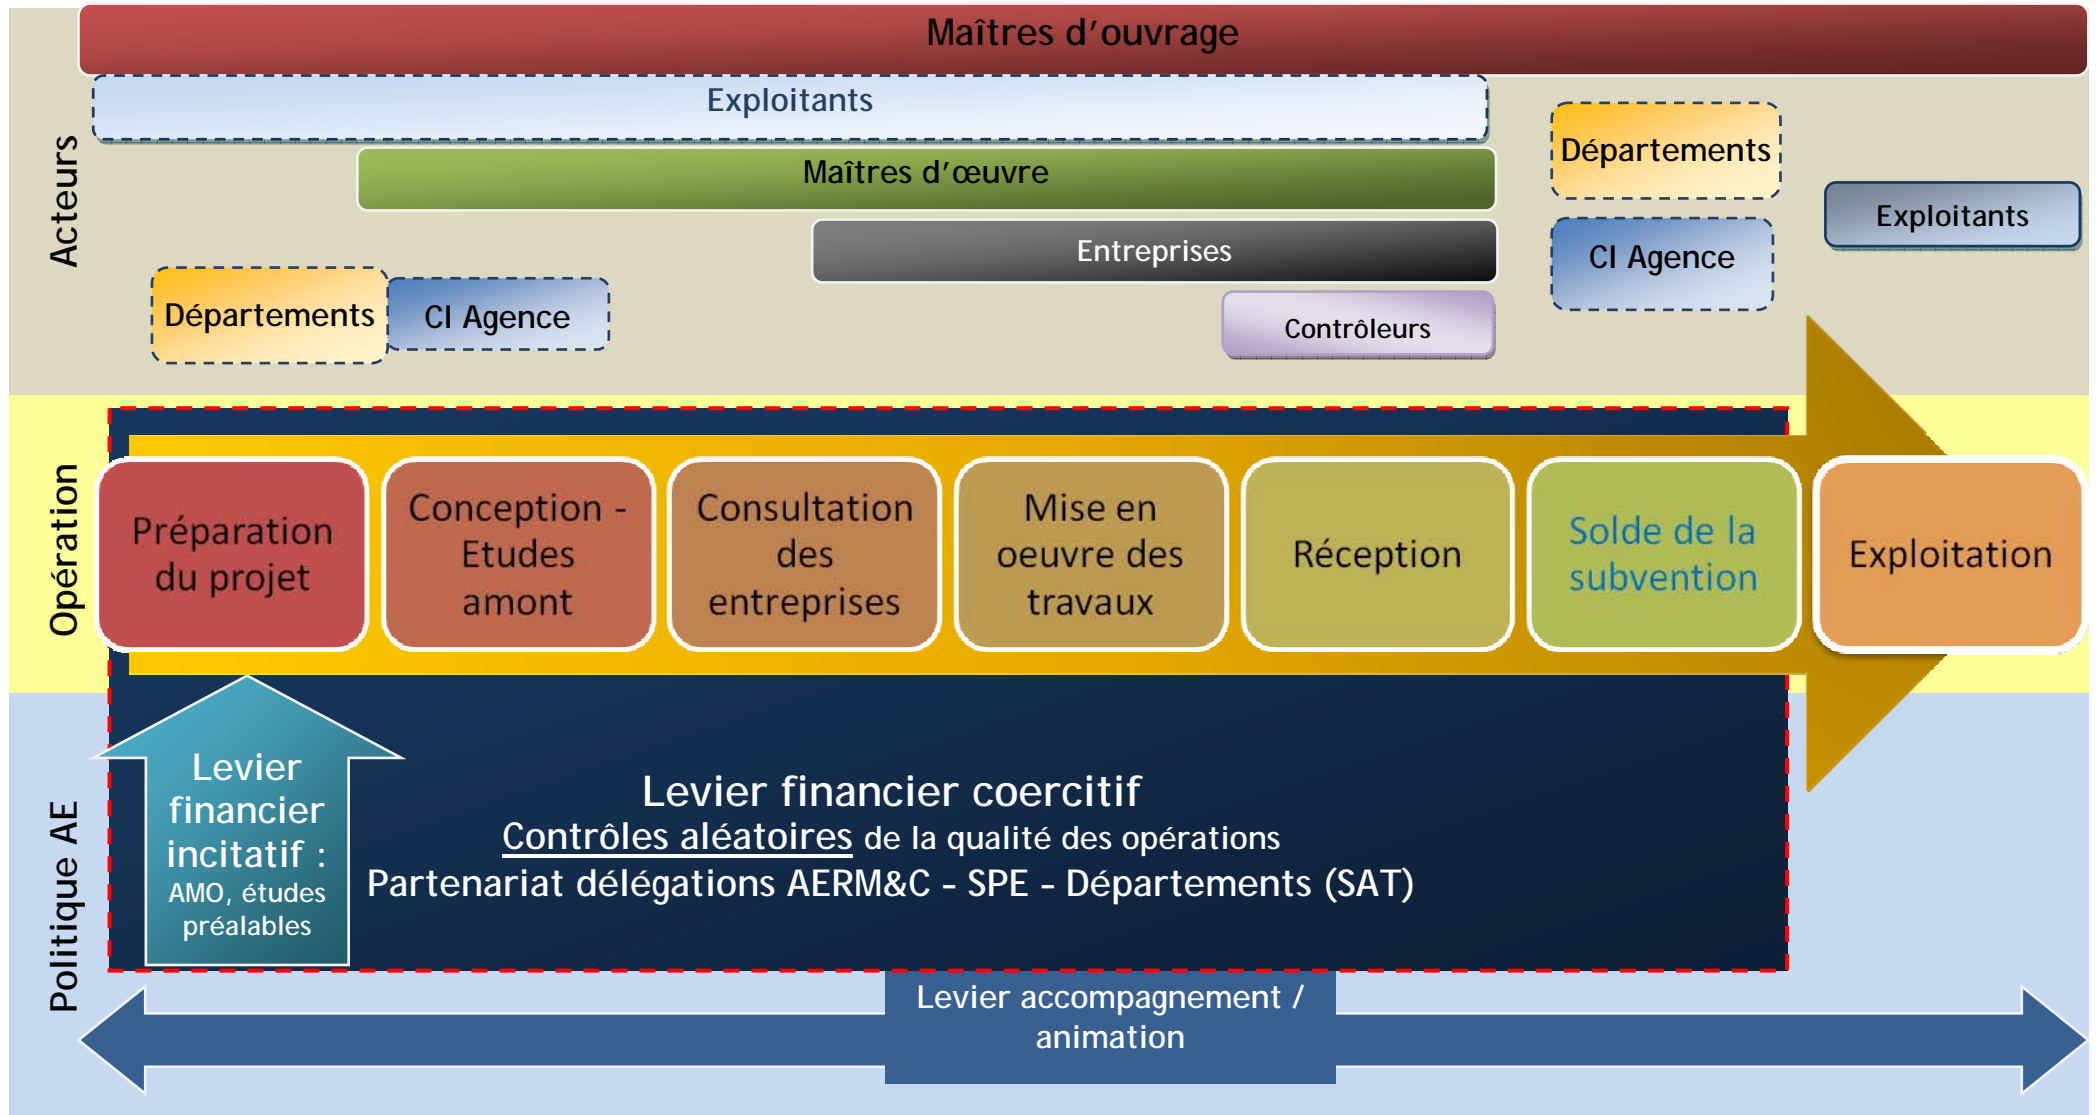 Maîtres d'ouvrage
Exploitants
Maîtres d'œuvre
Entreprises
Contrôleurs
Départements
CI Agence
Départements
CI Agence
Exploitants
Acteurs
Opération
Préparation
du projet
Conception -
Etudes
amont
Consultation
des
entreprises
Mise en
oeuvre des
travaux
Réception
Solde de la
subvention
Exploitation
Politique AE
Levier
financier
incitatif :
AMO, études
préalables
Levier financier coercitif
Contrôles aléatoires de la qualité des opérations
Partenariat délégations AERM&C – SPE – Départements (SAT)
Levier accompagnement /
animation